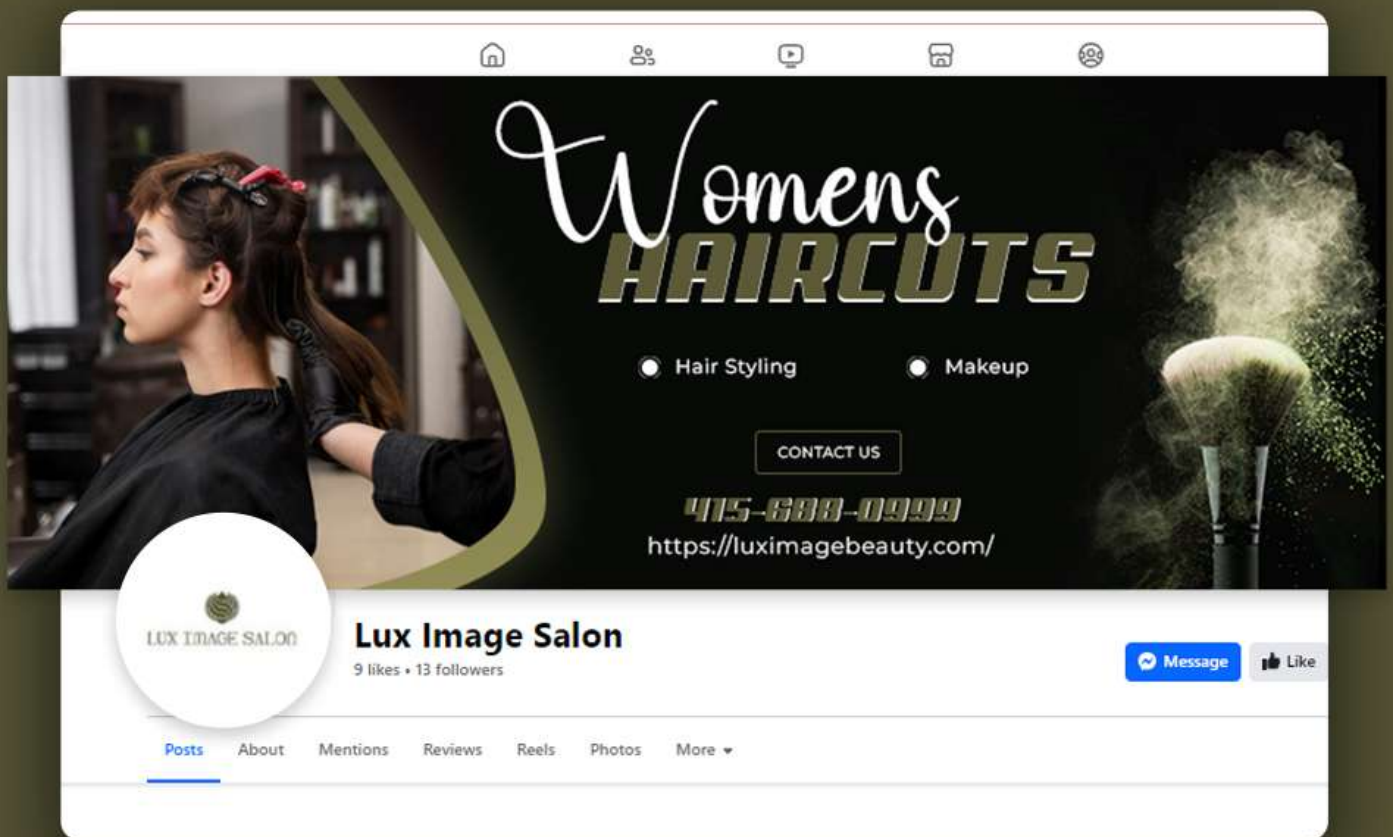 Womens
HAIRCUTS
Hair Styling
Makeup
CONTACT US
415-688-0999
https://luximagebeauty.com/
LUX IMAGE SALON
Lux Image Salon
9 likes • 13 followers
Message
Like
Posts
About
Mentions
Reviews
Reels
Photos
More